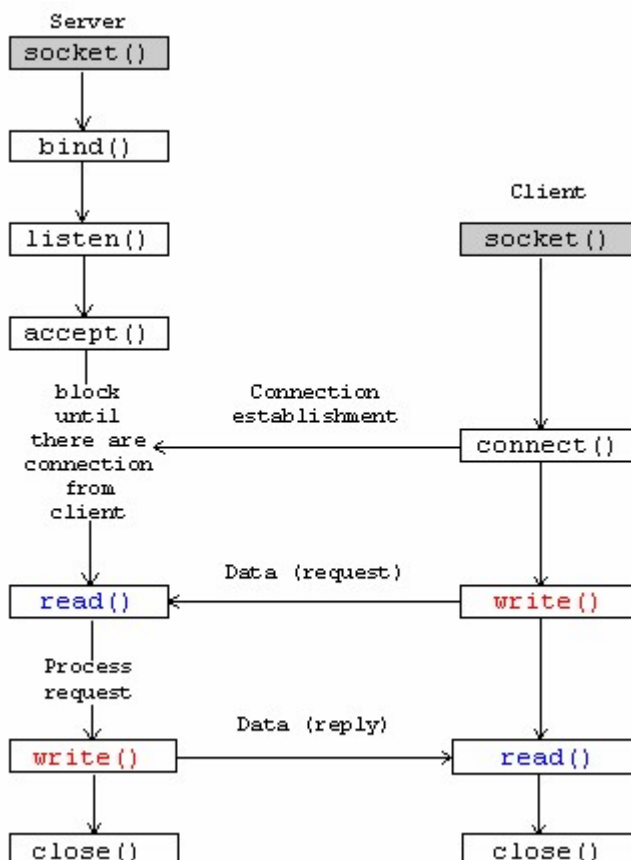 Server
socket()
bind()
listen()
accept()
block
until
there are
connection
from
client
read()
Process
request
write()
close()
Connection
establishment
Data (request)
Data (reply)
Client
socket()
connect()
write()
read()
close()